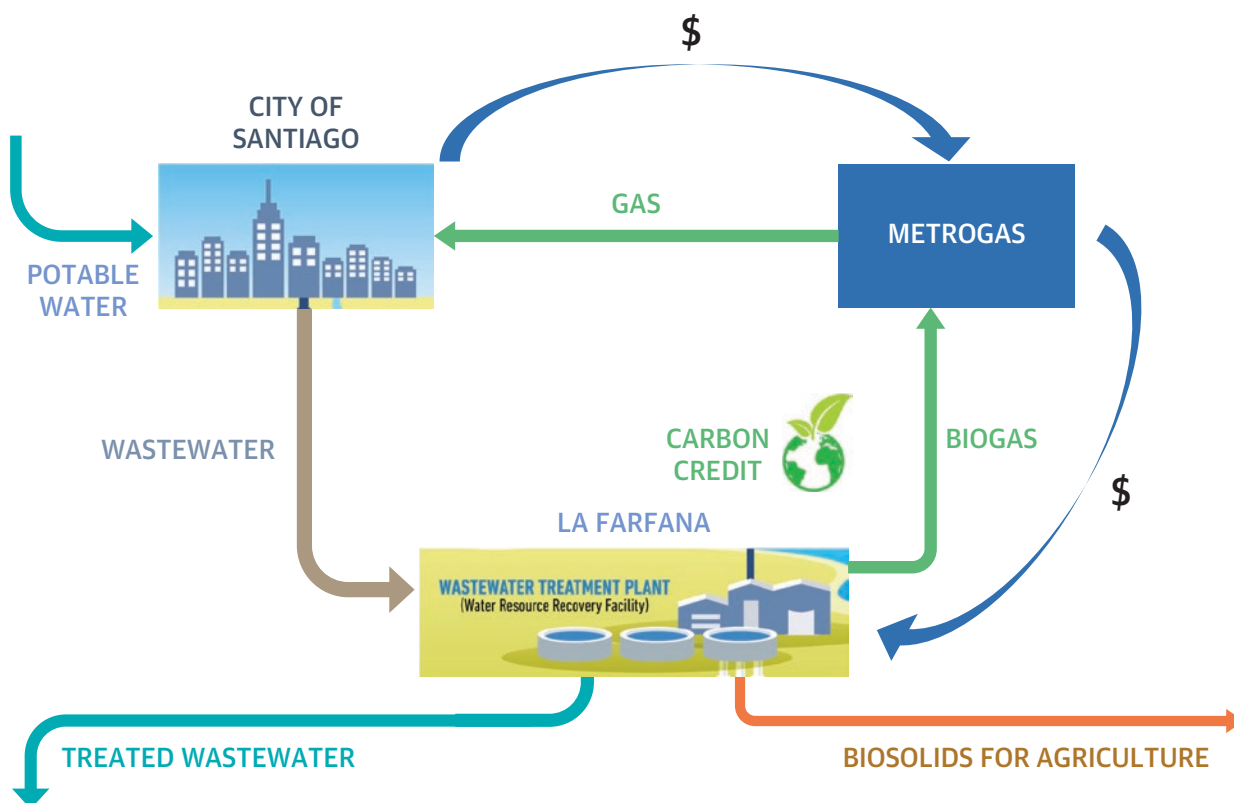 $
CITY OF
SANTIAGO
GAS
METROGAS
POTABLE
WATER
WASTEWATER
CARBON
CREDIT
BIOGAS
$
LA FARFANA
WASTEWATER TREATMENT PLANT
(Water Resource Recovery Facility)
TREATED WASTEWATER
BIOSOLIDS FOR AGRICULTURE